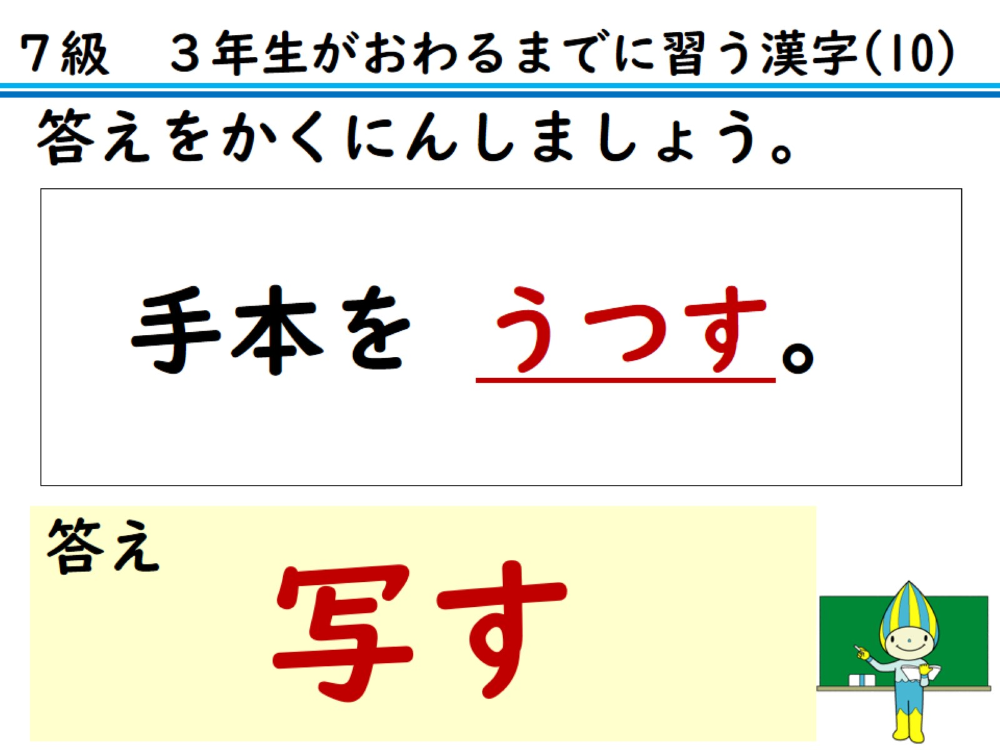 ７級　３年生がおわるまでに習う漢字(10)
答えをかくにんしましょう。
手本を　うつす。
答え
写す